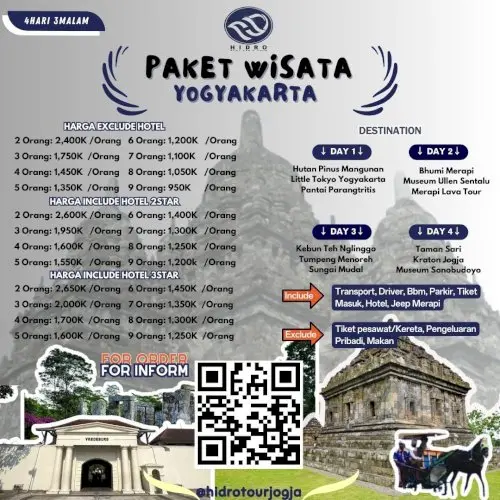 4HARI 3MALAM
HIDRO
PAKET WISATA
YOGYAKARTA
HARGA EXCLUDE HOTEL
2 Orang: 2,400K /Orang 6 Orang: 1,200K /Orang
3 Orang: 1,750K /Orang 7 Orang: 1,100K /Orang
4 Orang: 1,450K /Orang 8 Orang: 1,050K /Orang
5 Orang: 1,350K /Orang 9 Orang: 950K /Orang
HARGA INCLUDE HOTEL 2STAR
2 Orang: 2,600K /Orang 6 Orang: 1,400K /Orang
3 Orang: 1,950K /Orang 7 Orang: 1,300K /Orang
4 Orang: 1,600K /Orang 8 Orang: 1,250K /Orang
5 Orang: 1,550K /Orang 9 Orang: 1,200k /Orang
HARGA INCLUDE HOTEL 3STAR
2 Orang: 2,650K /Orang 6 Orang: 1,450K /Orang
3 Orang: 2,000K /Orang 7 Orang: 1,350K /Orang
4 Orang: 1,700K /Orang 8 Orang: 1,300K /Orang
5 Orang: 1,600K /Orang 9 Orang: 1,250K /Orang
DESTINATION
↓ DAY 1 ↓
Hutan Pinus Mangunan
Little Tokyo Yogyakarta
Pantai Parangtritis
↓ DAY 2 ↓
Bhumi Merapi
Museum Ullen Sentalu
Merapi Lava Tour
↓ DAY 3 ↓
Kebun Teh Nglinggo
Tumpeng Menoreh
Sungai Mudal
↓ DAY 4 ↓
Taman Sari
Kraton Jogja
Museum Sonobudoyo
Include
Transport, Driver, Bbm, Parkir, Tiket
Masuk, Hotel, Jeep Merapi
Exclude
Tiket pesawat/Kereta, Pengeluaran
Pribadi, Makan
FOR ORDER
FOR INFORM
VREDEBURG
@hidrotourjogja